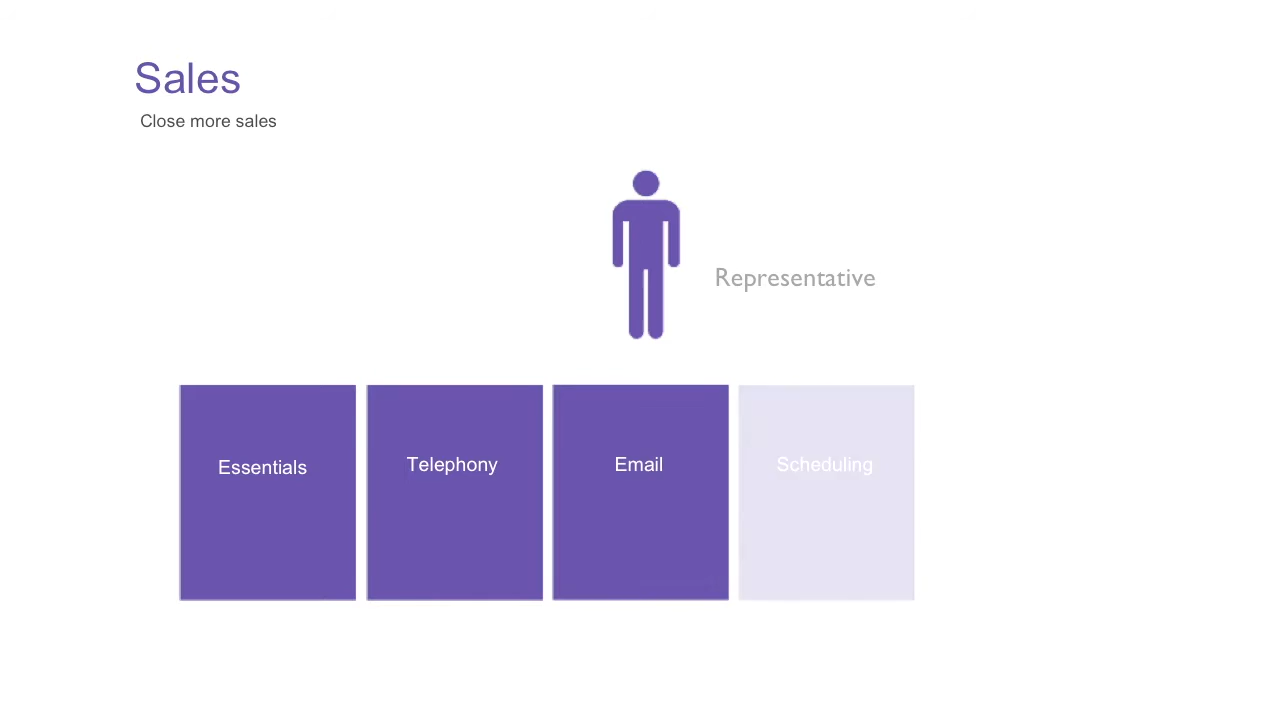 Sales
Close more sales
Representative
Essentials
Telephony
Email
Scheduling